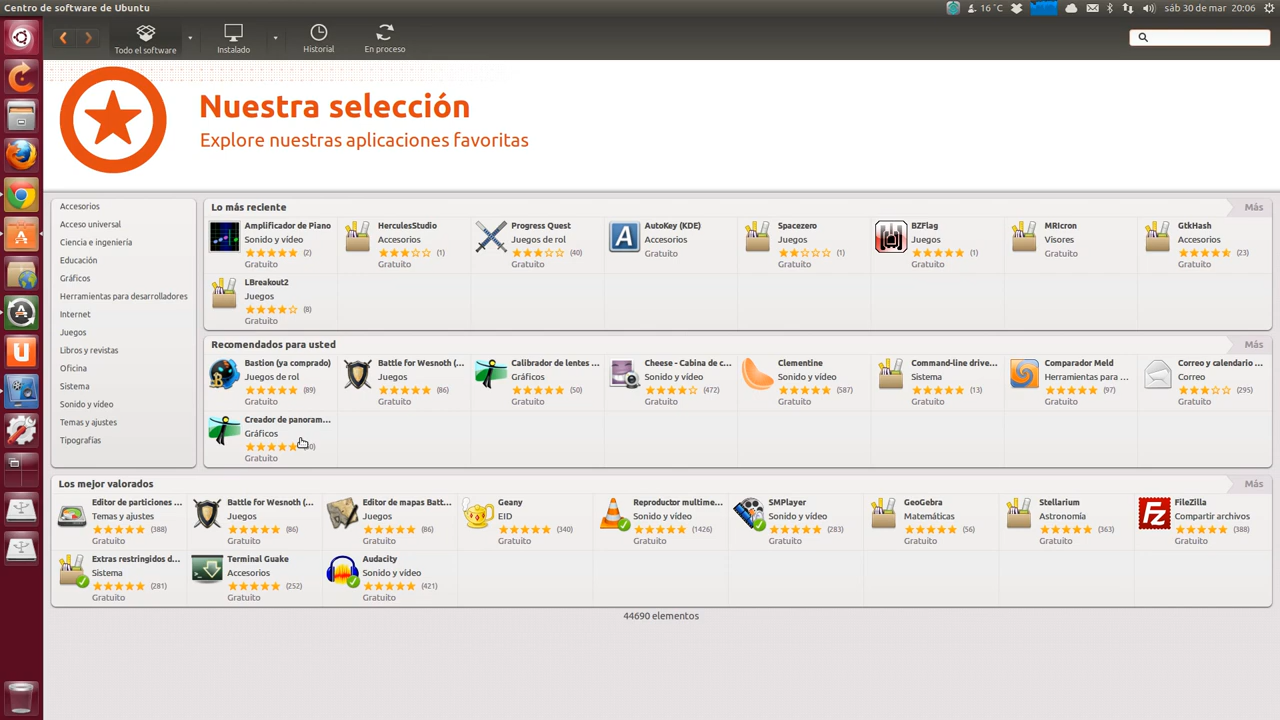 Centro de software de Ubuntu
16 °C
sáb 30 de mar 20:06
Todo el software
Instalado
Historial
En proceso
Nuestra selección
Explore nuestras aplicaciones favoritas
Accesorios
Acceso universal
Ciencia e ingeniería
Educación
Gráficos
Herramientas para desarrolladores
Internet
Juegos
Libros y revistas
Oficina
Sistema
Sonido y vídeo
Temas y ajustes
Tipografías
Lo más reciente
Más
Amplificador de Piano
Sonido y vídeo
(2)
Gratuito
HerculesStudio
Accesorios
(1)
Gratuito
Progress Quest
Juegos de rol
(40)
Gratuito
AutoKey (KDE)
Accesorios
Gratuito
Spacezero
Juegos
(1)
Gratuito
BZFlag
Juegos
(1)
Gratuito
MRIcron
Visores
Gratuito
GtkHash
Accesorios
(23)
Gratuito
LBreakout2
Juegos
(8)
Gratuito
Recomendados para usted
Más
Bastion (ya comprado)
Juegos de rol
(89)
Gratuito
Battle for Wesnoth (...
Juegos
(86)
Gratuito
Calibrador de lentes ...
Gráficos
(50)
Gratuito
Cheese - Cabina de c...
Sonido y vídeo
(472)
Gratuito
Clementine
Sonido y vídeo
(587)
Gratuito
Command-line drive...
Sistema
(13)
Gratuito
Comparador Meld
Herramientas para ...
(97)
Gratuito
Correo y calendario ...
Correo
(295)
Gratuito
Creador de panoram...
Gráficos
Gratuito
Los mejor valorados
Más
Editor de particiones ...
Temas y ajustes
(388)
Gratuito
Battle for Wesnoth (...
Juegos
(86)
Gratuito
Editor de mapas Batt...
Juegos
(86)
Gratuito
Geany
EID
(340)
Gratuito
Reproductor multime...
Sonido y vídeo
(1426)
Gratuito
SMPlayer
Sonido y vídeo
(283)
Gratuito
GeoGebra
Matemáticas
(56)
Gratuito
Stellarium
Astronomía
(363)
Gratuito
FileZilla
Compartir archivos
(388)
Gratuito
Extras restringidos d...
Sistema
(281)
Gratuito
Terminal Guake
Accesorios
(252)
Gratuito
Audacity
Sonido y vídeo
(421)
Gratuito
44690 elementos